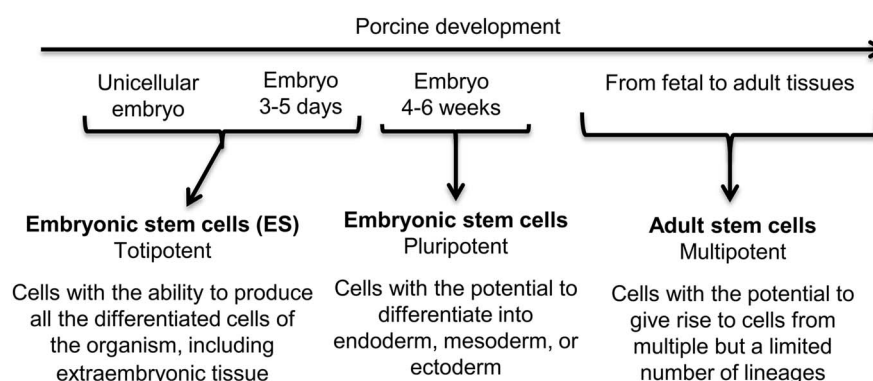 Porcine development
Unicellular
embryo
Embryo
3-5 days
Embryo
4-6 weeks
From fetal to adult tissues
Embryonic stem cells (ES)
Totipotent
Cells with the ability to produce
all the differentiated cells of
the organism, including
extraembryonic tissue
Embryonic stem cells
Pluripotent
Cells with the potential to
differentiate into
endoderm, mesoderm, or
ectoderm
Adult stem cells
Multipotent
Cells with the potential to
give rise to cells from
multiple but a limited
number of lineages